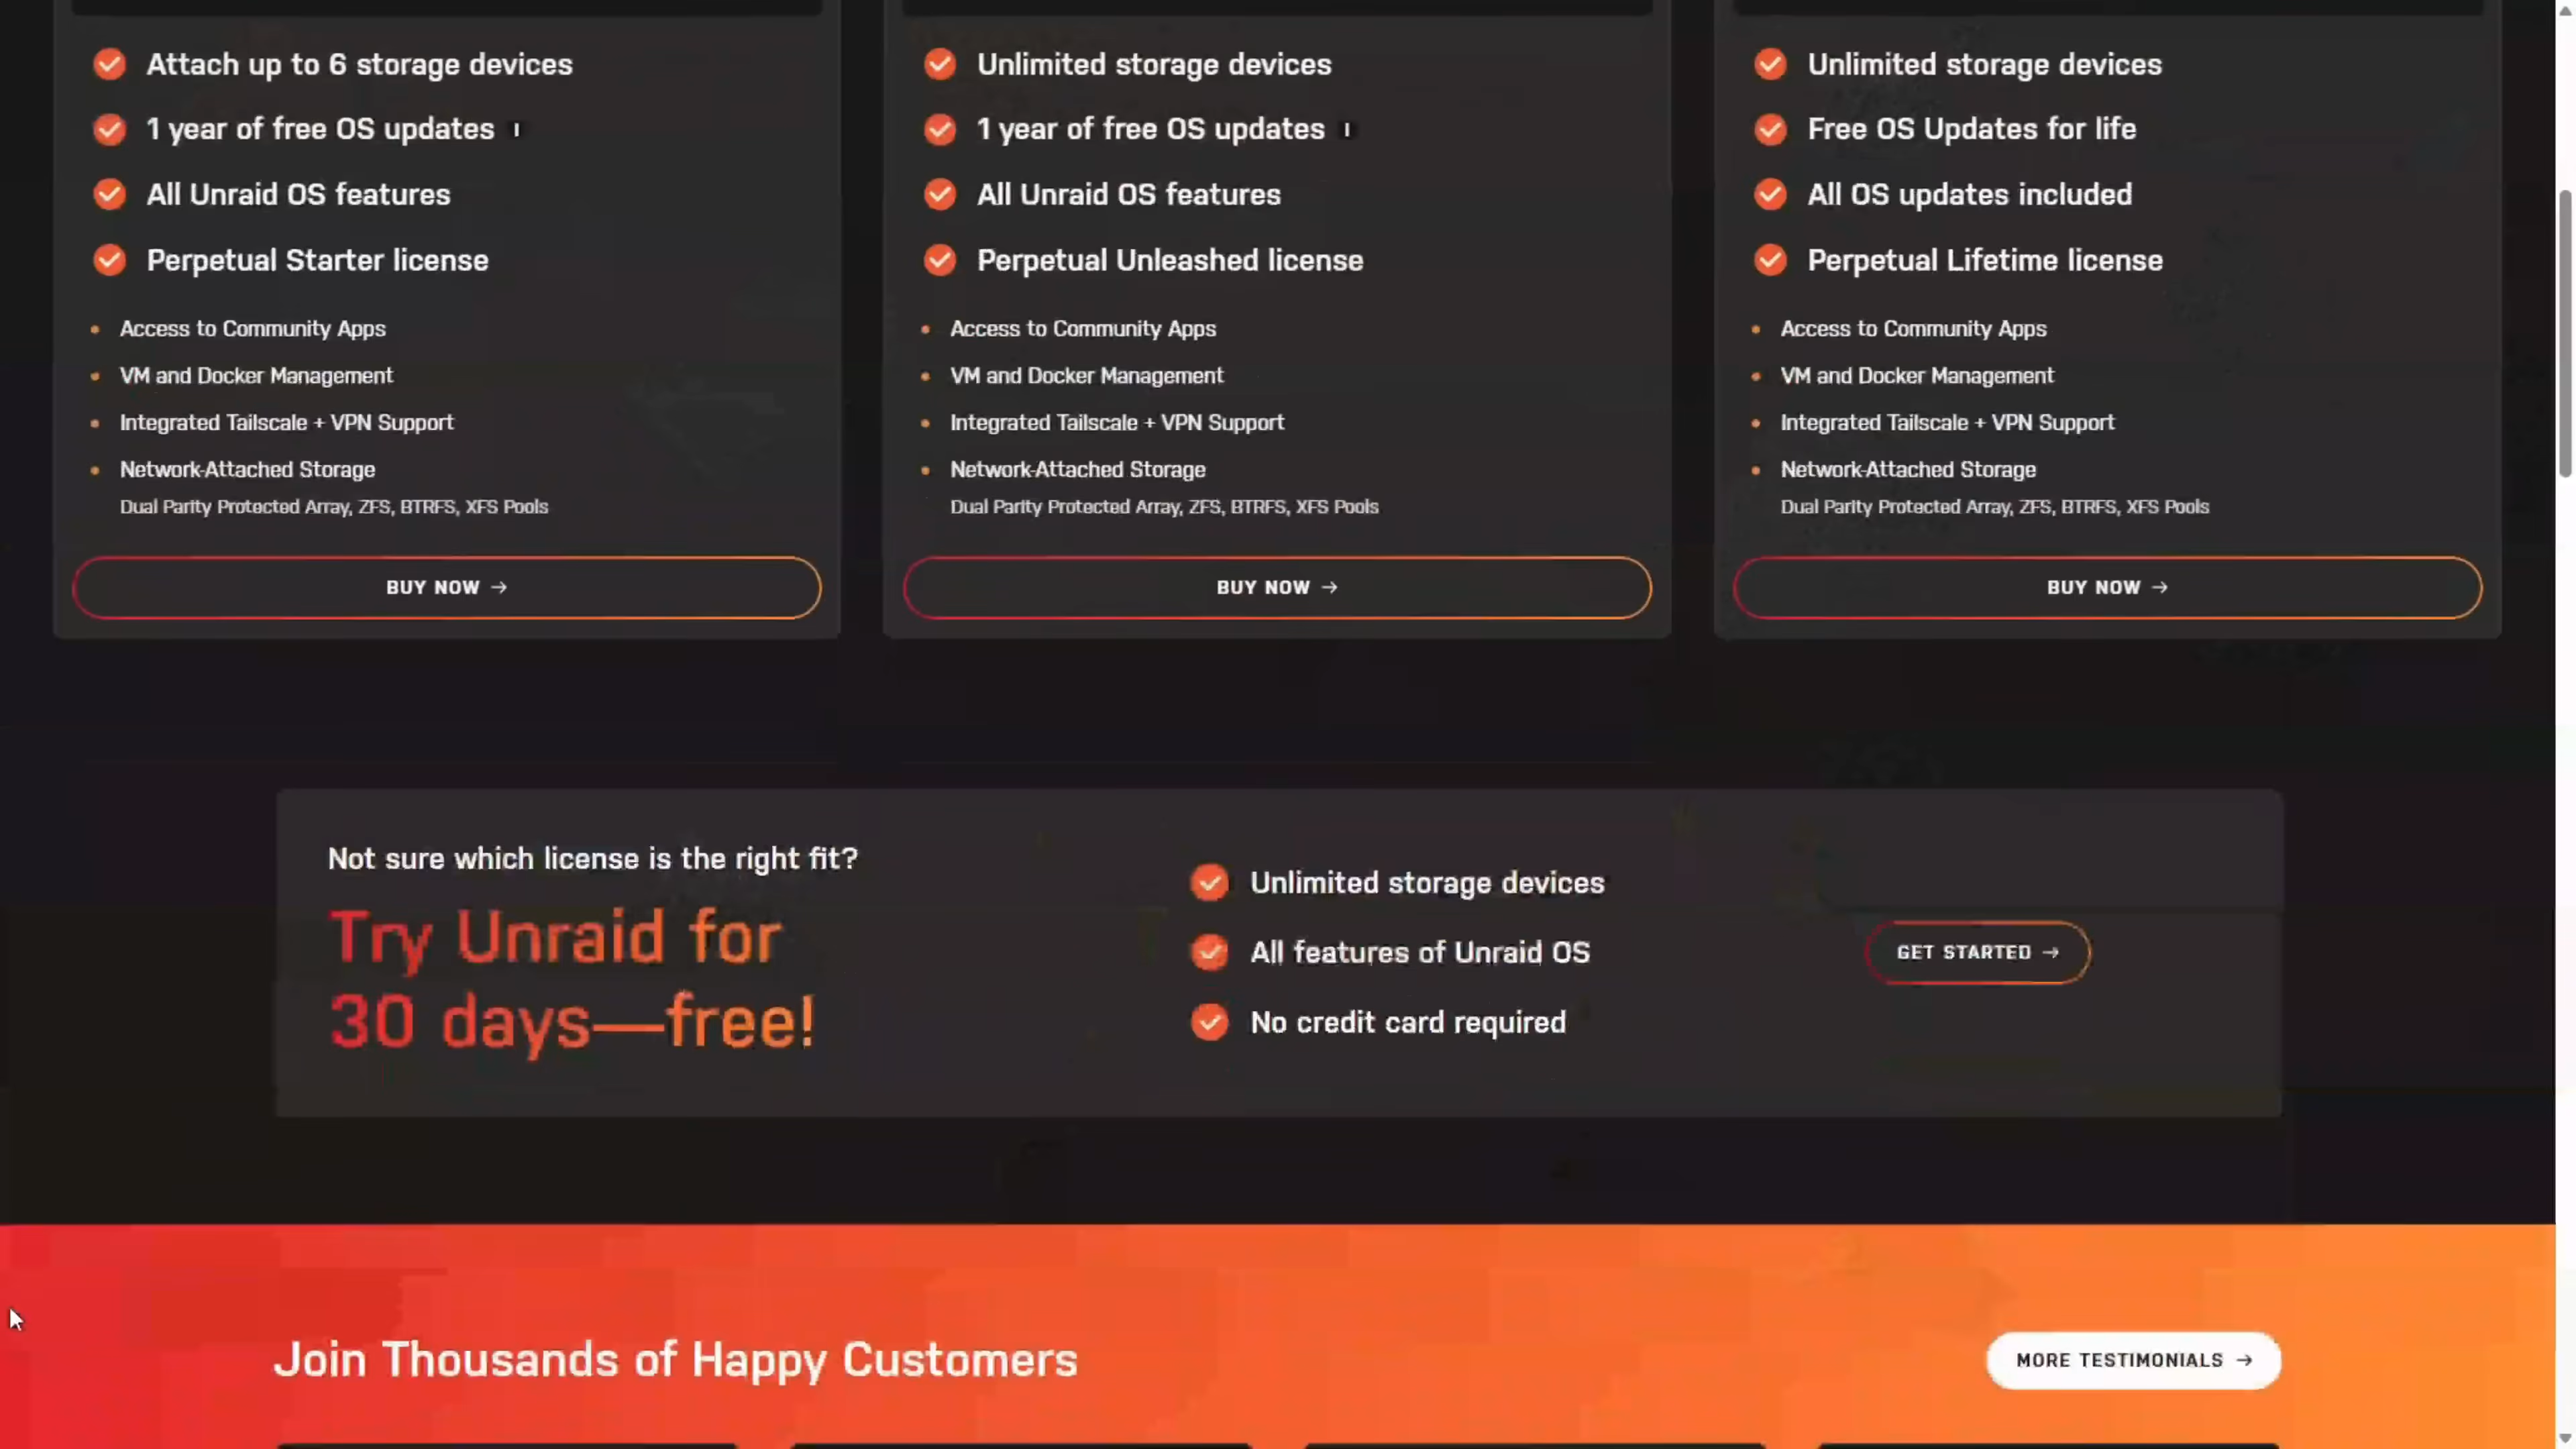 Attach up to 6 storage devices
1 year of free OS updates
All Unraid OS features
Perpetual Starter license
Access to Community Apps
VM and Docker Management
Integrated Tailscale + VPN Support
Network-Attached Storage
Dual Parity Protected Array, ZFS, BTRFS, XFS Pools
BUY NOW →
Unlimited storage devices
1 year of free OS updates
All Unraid OS features
Perpetual Unleashed license
Access to Community Apps
VM and Docker Management
Integrated Tailscale + VPN Support
Network-Attached Storage
Dual Parity Protected Array, ZFS, BTRFS, XFS Pools
BUY NOW →
Unlimited storage devices
Free OS Updates for life
All OS updates included
Perpetual Lifetime license
Access to Community Apps
VM and Docker Management
Integrated Tailscale + VPN Support
Network-Attached Storage
Dual Parity Protected Array, ZFS, BTRFS, XFS Pools
BUY NOW →
Not sure which license is the right fit?
Try Unraid for
30 days—free!
Unlimited storage devices
All features of Unraid OS
No credit card required
GET STARTED →
Join Thousands of Happy Customers
MORE TESTIMONIALS →